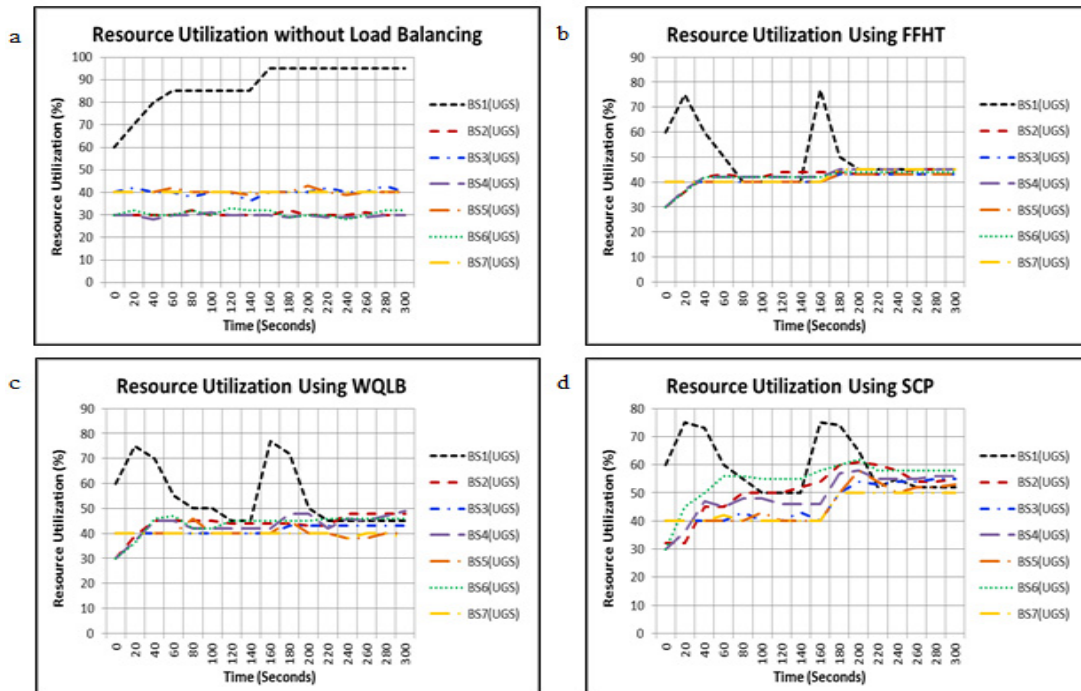 a
Resource Utilization without Load Balancing
Resource Utilization (%)
100
90
80
70
60
50
40
30
20
10
0
0 20 40 60 80 100 120 140 160 180 200 220 240 260 280 300
Time (Seconds)
BS1(UGS)
BS2(UGS)
BS3(UGS)
BS4(UGS)
BS5(UGS)
BS6(UGS)
BS7(UGS)
b
Resource Utilization Using FFHT
Resource Utilization (%)
90
80
70
60
50
40
30
20
10
0
0 20 40 60 80 100 120 140 160 180 200 220 240 260 280 300
Time (Seconds)
BS1(UGS)
BS2(UGS)
BS3(UGS)
BS4(UGS)
BS5(UGS)
BS6(UGS)
BS7(UGS)
c
Resource Utilization Using WQLB
Resource Utilization (%)
90
80
70
60
50
40
30
20
10
0
0 20 40 60 80 100 120 140 160 180 200 220 240 260 280 300
Time (Seconds)
BS1(UGS)
BS2(UGS)
BS3(UGS)
BS4(UGS)
BS5(UGS)
BS6(UGS)
BS7(UGS)
d
Resource Utilization Using SCP
Resource Utilization (%)
80
70
60
50
40
30
20
10
0
0 20 40 60 80 100 120 140 160 180 200 220 240 260 280 300
Time (Seconds)
BS1(UGS)
BS2(UGS)
BS3(UGS)
BS4(UGS)
BS5(UGS)
BS6(UGS)
BS7(UGS)